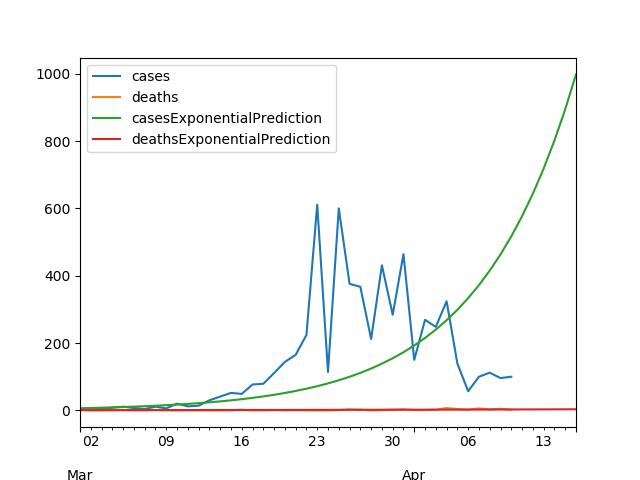 1000
800
600
400
200
0
cases
deaths
casesExponentialPrediction
deathsExponentialPrediction
02 09 16 23 30 06 13
Mar Apr